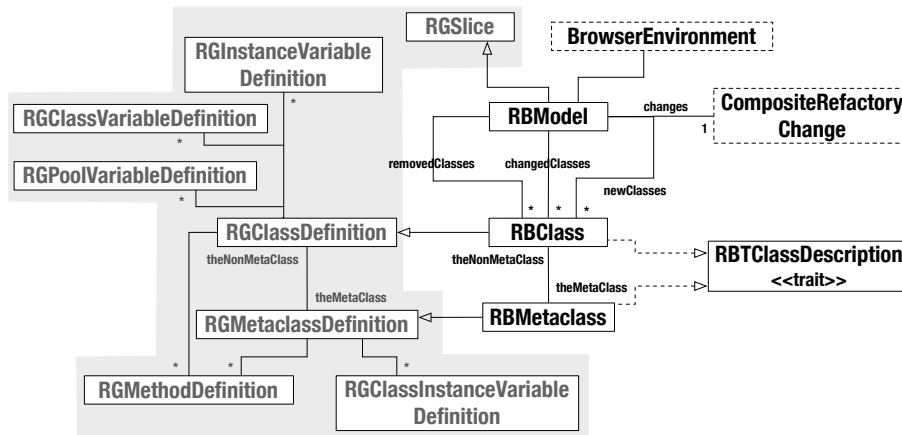 RGSlice
BrowserEnvironment
RGInstanceVariable
Definition
*
RGClassVariableDefinition
*
RBModel
changes
1
CompositeRefactory
Change
removedClasses
changedClasses
newClasses
RGPoolVariableDefinition
*
*
*
*
RGClassDefinition
RBClass
RBTClassDescription
<<trait>>
theNonMetaClass
theNonMetaClass
theMetaClass
theMetaClass
RGMetaclassDefinition
RBMetaclass
*
*
*
RGMethodDefinition
RGClassInstanceVariable
Definition